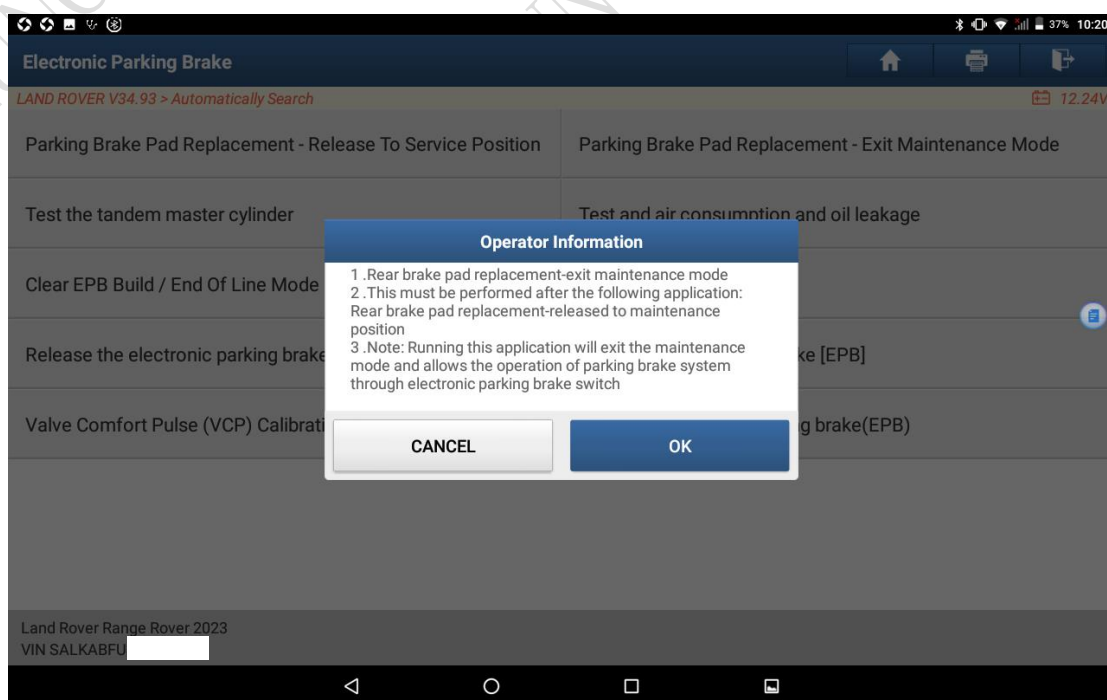 37% 10:20
Electronic Parking Brake
LAND ROVER V34.93 > Automatically Search
12.24V
Parking Brake Pad Replacement - Release To Service Position
Parking Brake Pad Replacement - Exit Maintenance Mode
Test the tandem master cylinder
Test and air consumption and oil leakage
Operator Information
1 .Rear brake pad replacement-exit maintenance mode
2 .This must be performed after the following application:
Rear brake pad replacement-released to maintenance
position
3 .Note: Running this application will exit the maintenance
mode and allows the operation of parking brake system
through electronic parking brake switch
CANCEL
OK
Clear EPB Build / End Of Line Mode
Release the electronic parking brake
ke [EPB]
Valve Comfort Pulse (VCP) Calibrati
g brake(EPB)
Land Rover Range Rover 2023
VIN SALKABFU